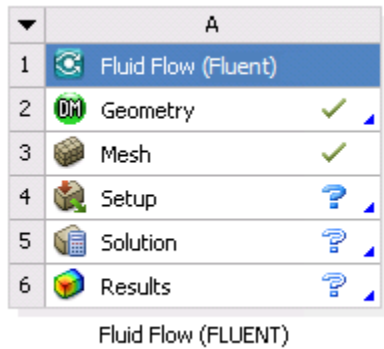 A
1 Fluid Flow (Fluent)
2 DM Geometry
3 Mesh
4 Setup ?
5 Solution ?
6 Results ?
Fluid Flow (FLUENT)